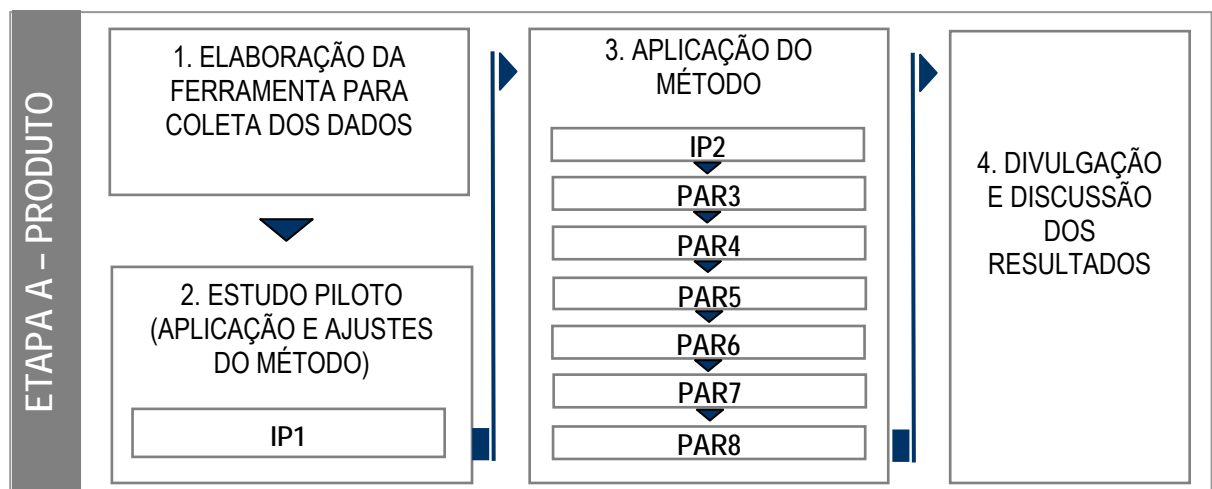 ETAPA A – PRODUTO
1. ELABORAÇÃO DA
FERRAMENTA PARA
COLETA DOS DADOS
2. ESTUDO PILOTO
(APLICAÇÃO E AJUSTES
DO MÉTODO)
IP1
3. APLICAÇÃO DO
MÉTODO
IP2
PAR3
PAR4
PAR5
PAR6
PAR7
PAR8
4. DIVULGAÇÃO
E DISCUSSÃO
DOS
RESULTADOS